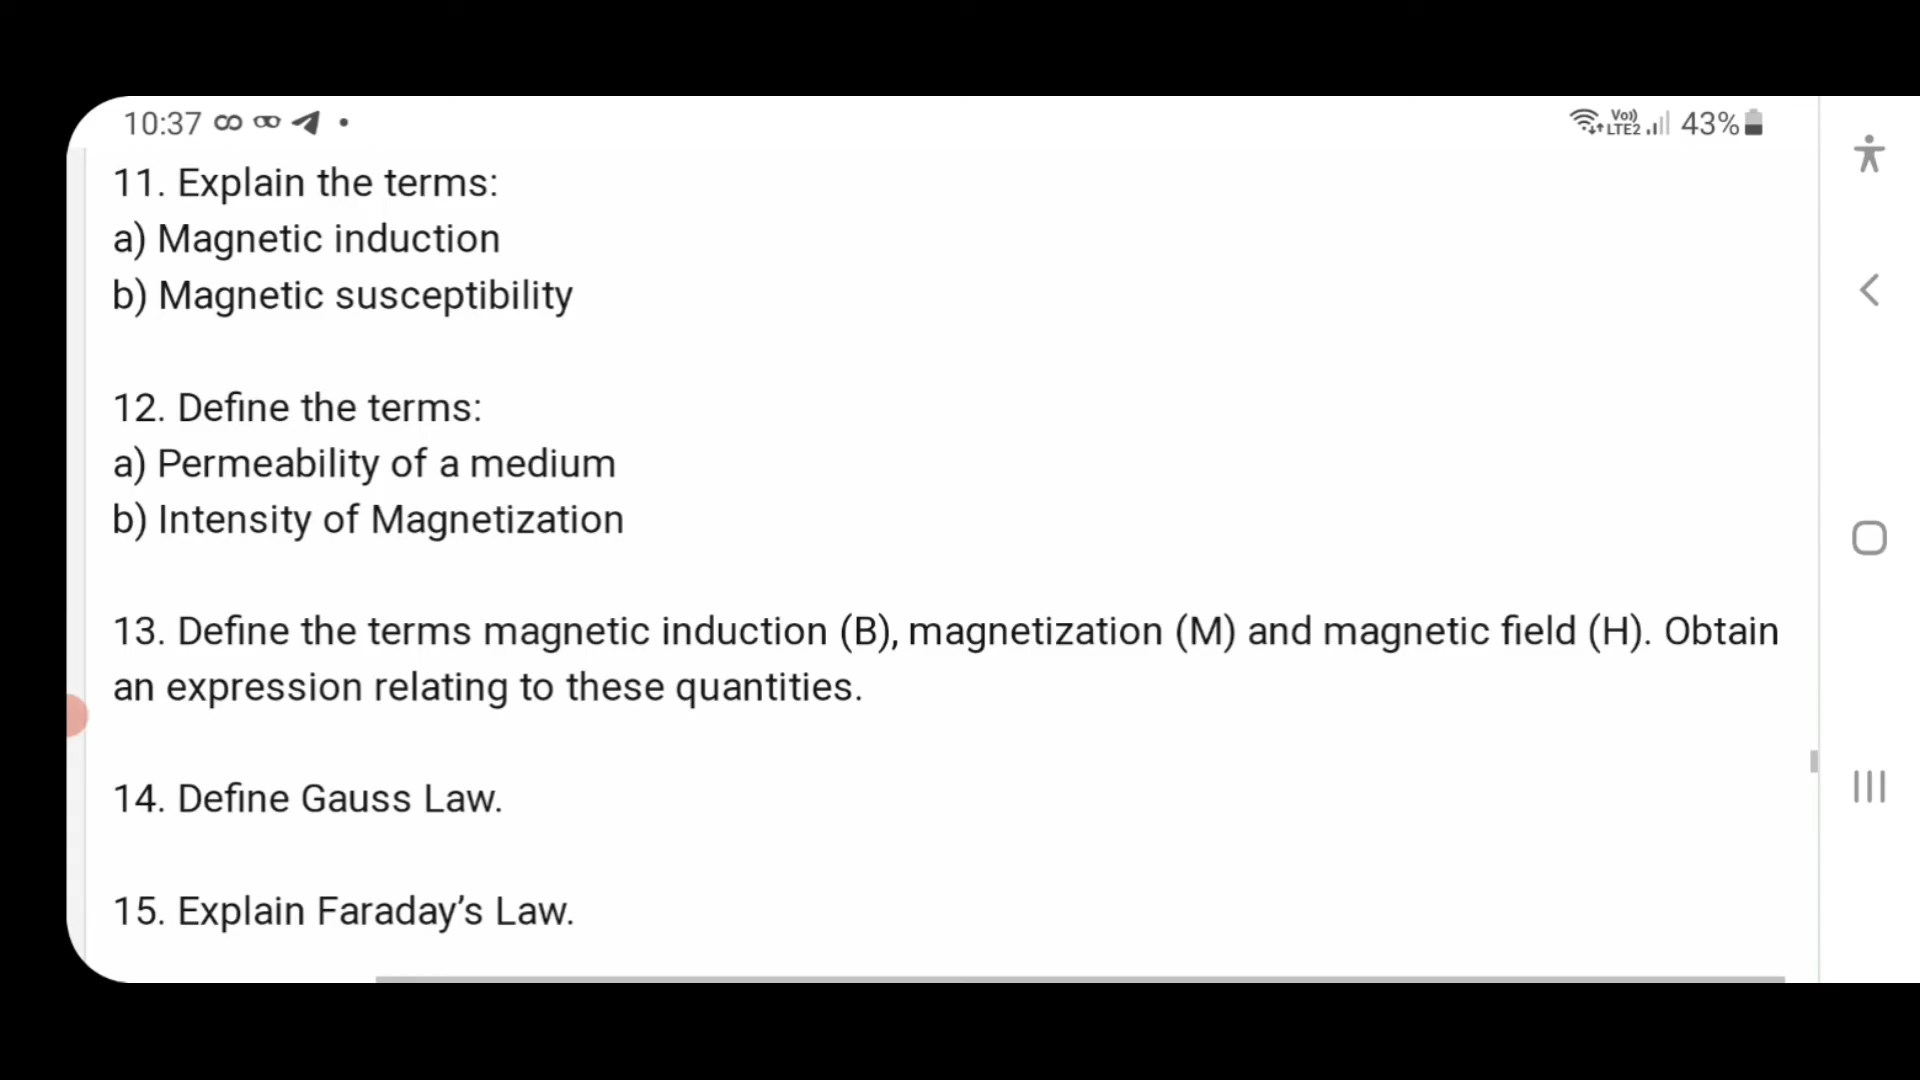 10:37
Vo)) LTE2 43%
11. Explain the terms:
a) Magnetic induction
b) Magnetic susceptibility
12. Define the terms:
a) Permeability of a medium
b) Intensity of Magnetization
13. Define the terms magnetic induction (B), magnetization (M) and magnetic field (H). Obtain
an expression relating to these quantities.
14. Define Gauss Law.
15. Explain Faraday’s Law.